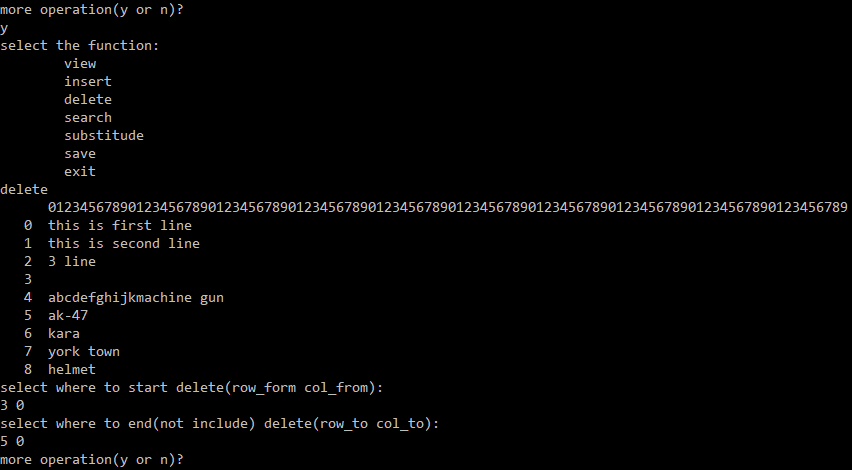 more operation(y or n)?
y
select the function:
view
insert
delete
search
substitude
save
exit
delete
0123456789012345678901234567890123456789012345678901234567890123456789012345678901234567890123456789
0 this is first line
1 this is second line
2 3 line
3
4 abcdefghijkmachine gun
5 ak-47
6 kara
7 york town
8 helmet
select where to start delete(row_form col_from):
3 0
select where to end(not include) delete(row_to col_to):
5 0
more operation(y or n)?